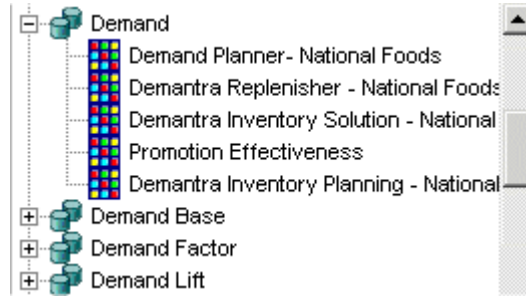 Demand
Demand Planner- National Foods
Demantra Replenisher - National Foods
Demantra Inventory Solution - National
Promotion Effectiveness
Demantra Inventory Planning - National
Demand Base
Demand Factor
Demand Lift